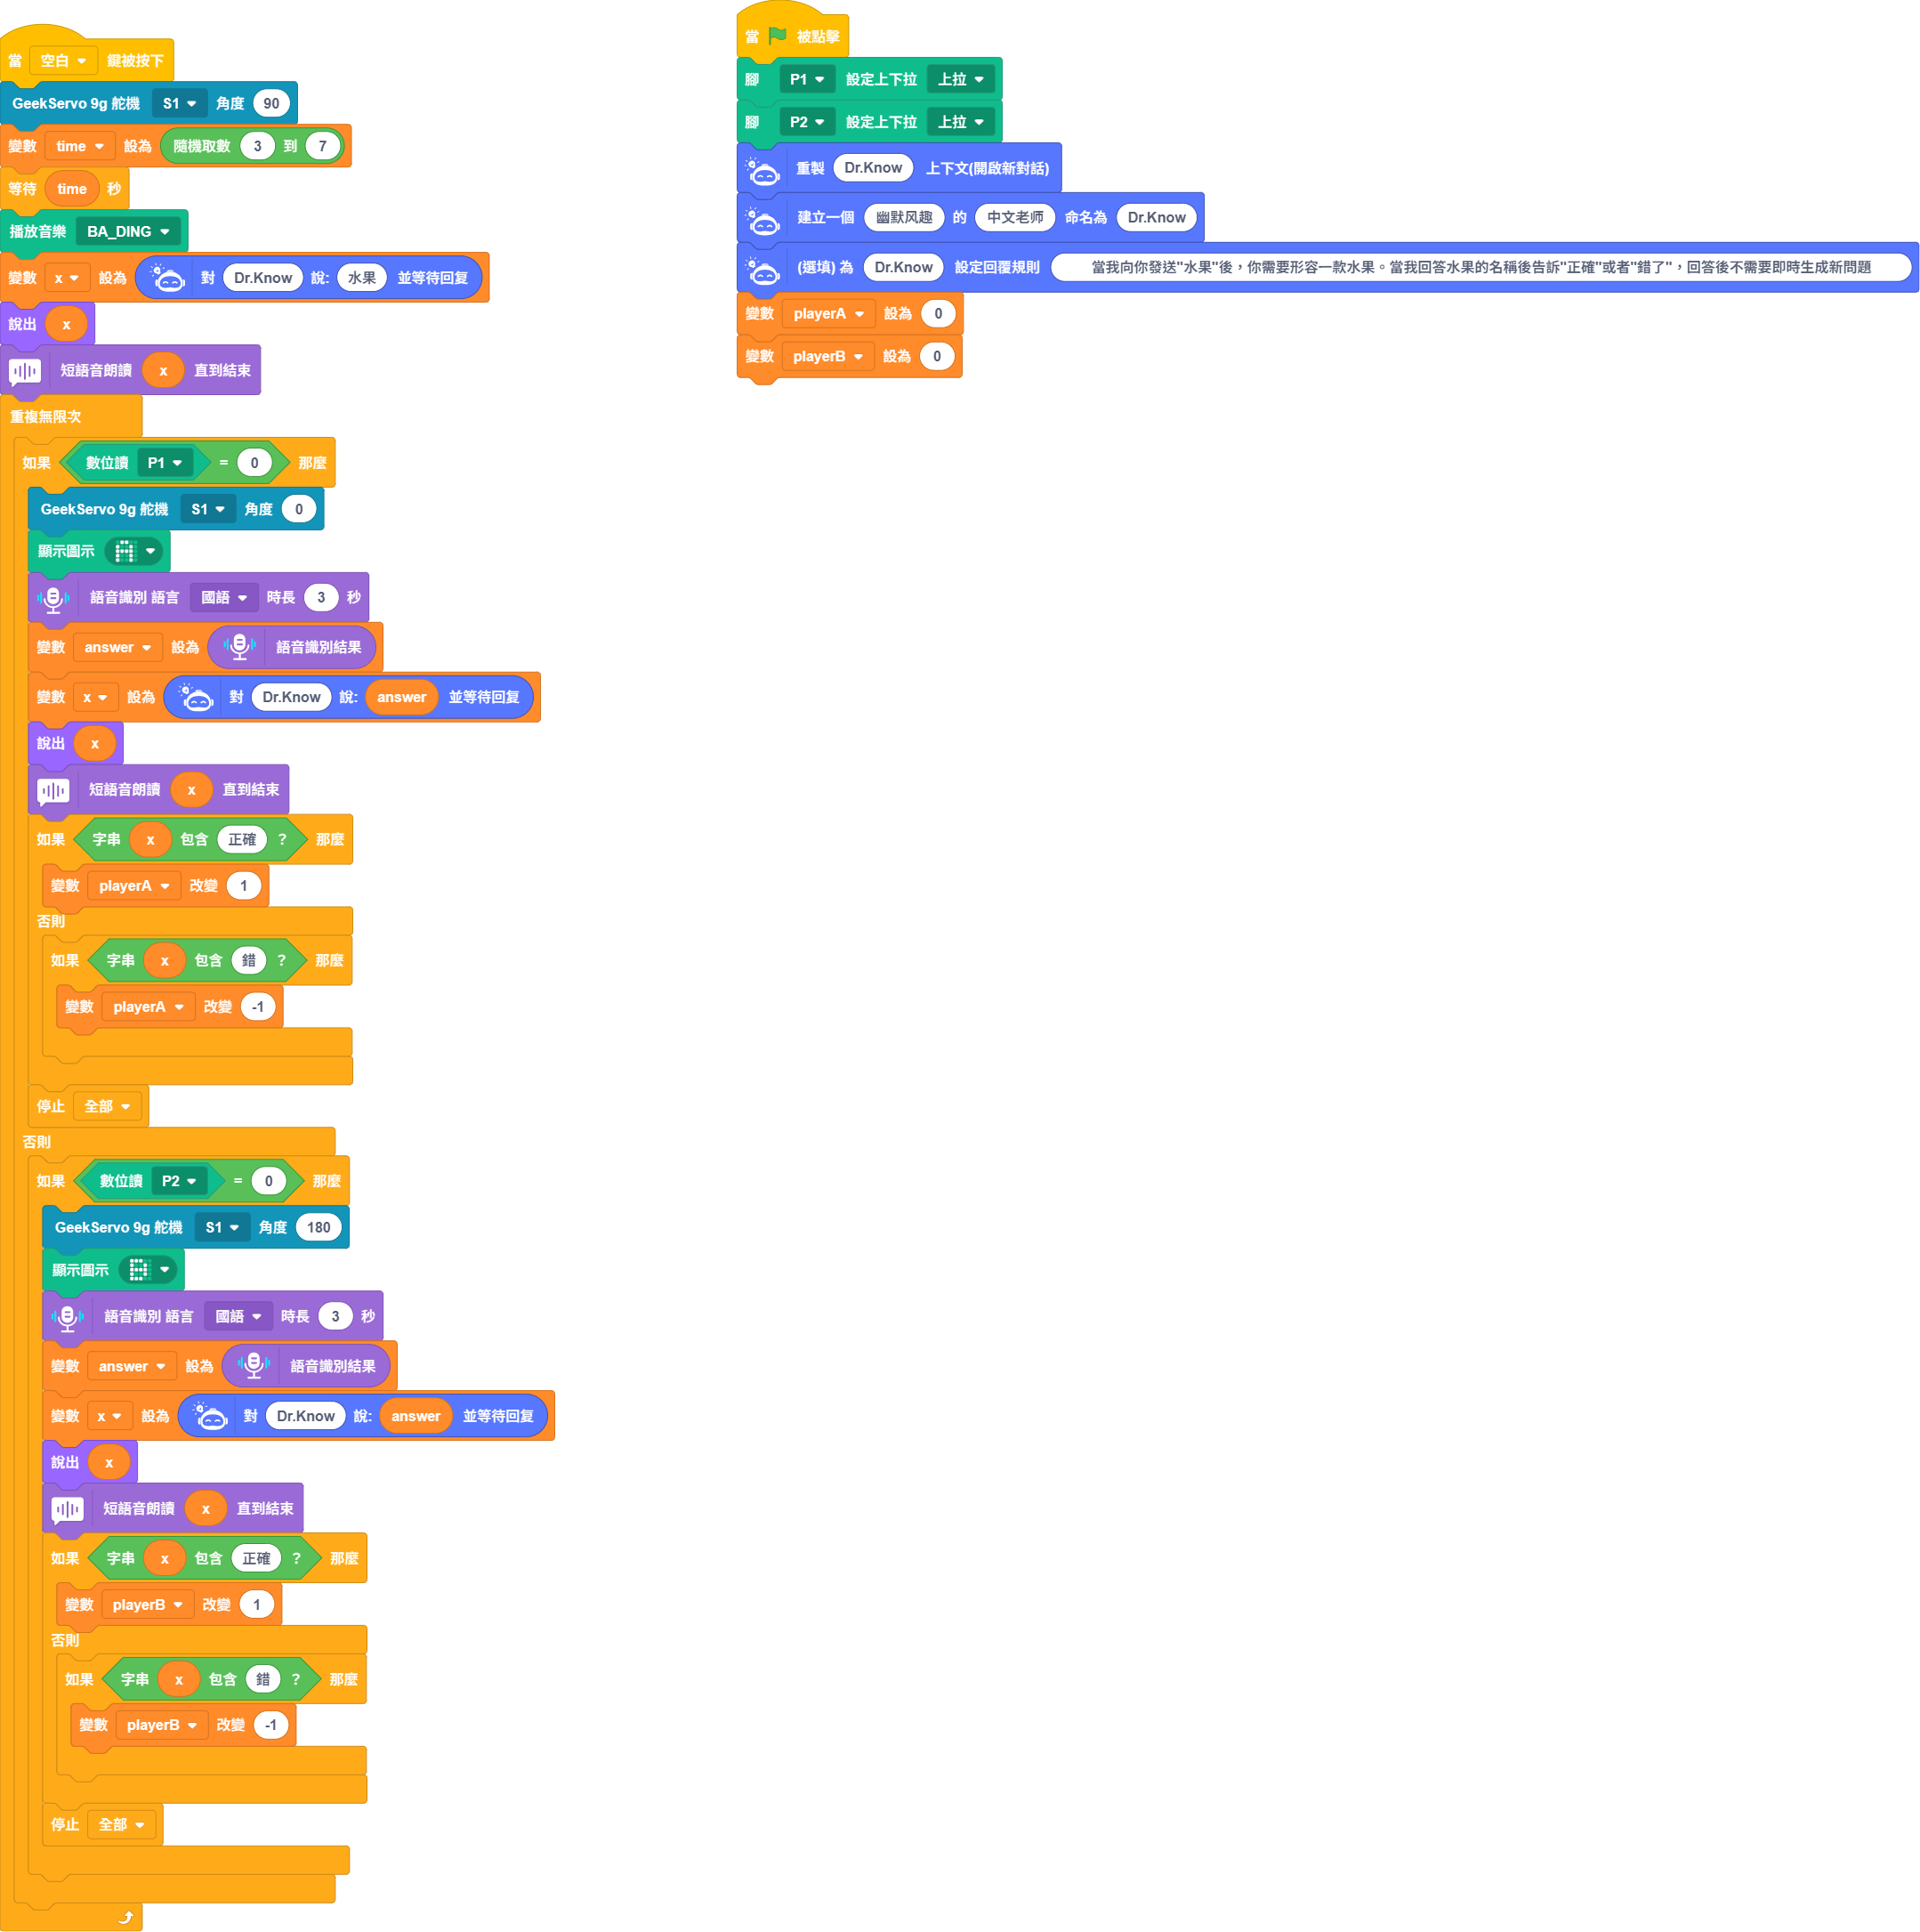 當 空白 鍵被按下
GeekServo 9g 舵機 S1 角度 90
變數 time 設為 隨機取數 3 到 7
等待 time 秒
播放音樂 BA_DING
變數 x 設為 對 Dr.Know 說: 水果 並等待回复
說出 x
短語音朗讀 x 直到結束
重複無限次
如果 數位讀 P1 = 0 那麼
GeekServo 9g 舵機 S1 角度 0
顯示圖示
語音識別 語言 國語 時長 3 秒
變數 answer 設為 語音識別結果
變數 x 設為 對 Dr.Know 說: answer 並等待回复
說出 x
短語音朗讀 x 直到結束
如果 字串 x 包含 正確 ? 那麼
變數 playerA 改變 1
否則
如果 字串 x 包含 錯 ? 那麼
變數 playerA 改變 -1
停止 全部
否則
如果 數位讀 P2 = 0 那麼
GeekServo 9g 舵機 S1 角度 180
顯示圖示
語音識別 語言 國語 時長 3 秒
變數 answer 設為 語音識別結果
變數 x 設為 對 Dr.Know 說: answer 並等待回复
說出 x
短語音朗讀 x 直到結束
如果 字串 x 包含 正確 ? 那麼
變數 playerB 改變 1
否則
如果 字串 x 包含 錯 ? 那麼
變數 playerB 改變 -1
停止 全部
當 被點擊
腳 P1 設定上下拉 上拉
腳 P2 設定上下拉 上拉
重製 Dr.Know 上下文(開啟新對話)
建立一個 幽默风趣 的 中文老师 命名為 Dr.Know
(選填) 為 Dr.Know 設定回覆規則 當我向你發送"水果"後，你需要形容一款水果。當我回答水果的名稱後告訴"正確"或者"錯了"，回答後不需要即時生成新問題
變數 playerA 設為 0
變數 playerB 設為 0